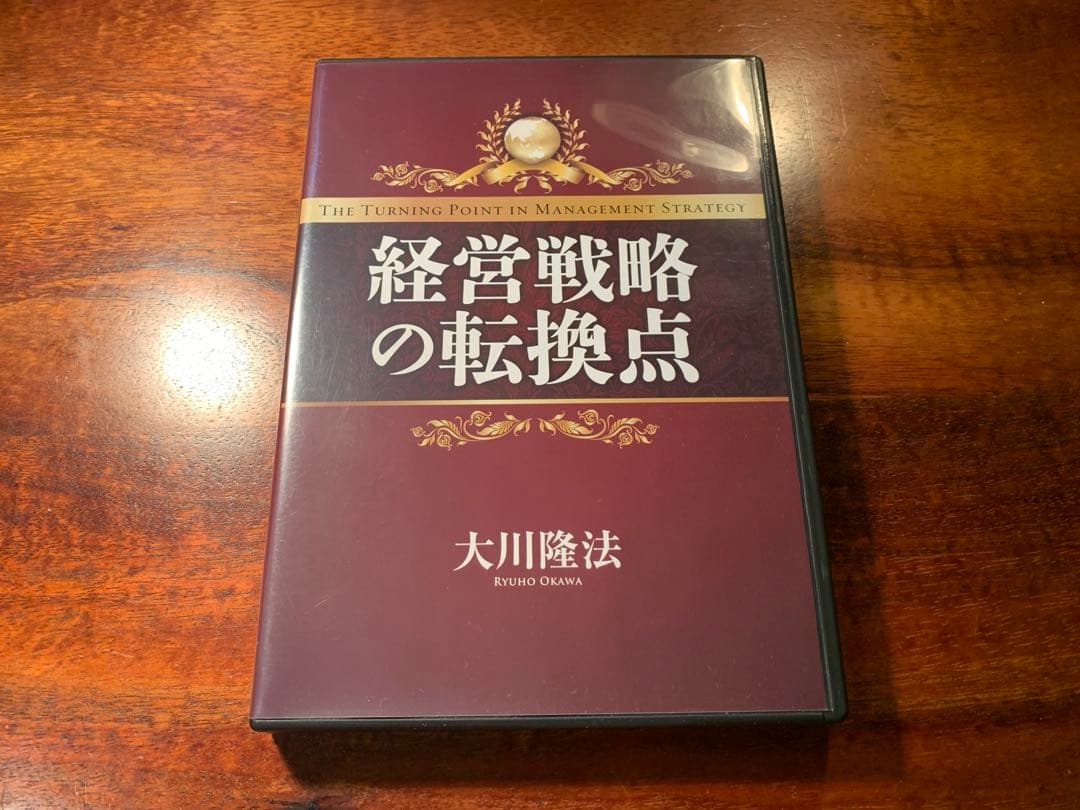 THE TURNING POINT IN MANAGEMENT STRATEGY
経営戦略
の転換点
大川隆法
RYUHO OKAWA